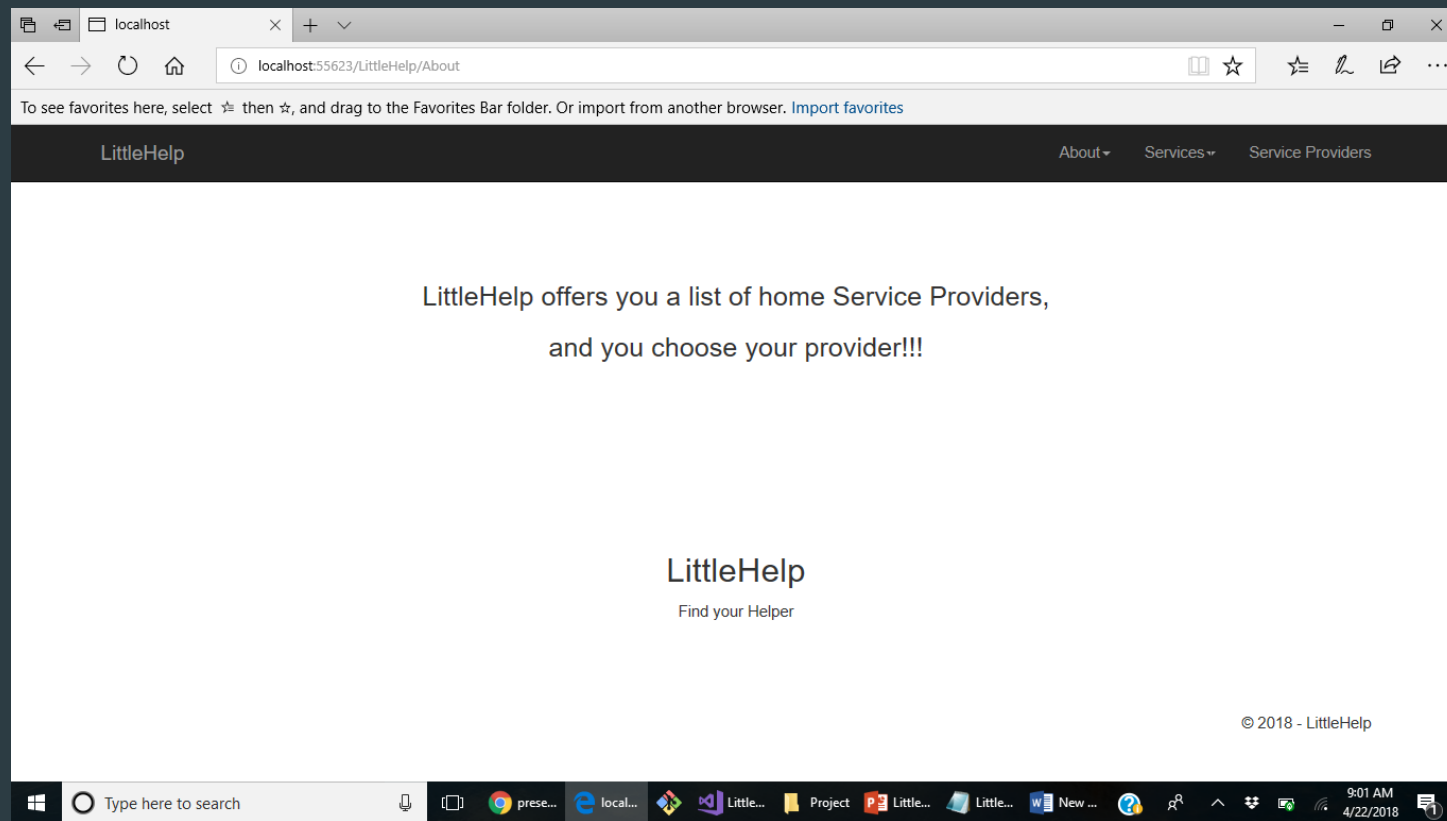 localhost
localhost:55623/LittleHelp/About
To see favorites here, select then , and drag to the Favorites Bar folder. Or import from another browser. Import favorites
LittleHelp About Services Service Providers
LittleHelp offers you a list of home Service Providers,
and you choose your provider!!!
LittleHelp
Find your Helper
© 2018 - LittleHelp
Type here to search prese... local... Little... Project Little... Little... New ... 9:01 AM
4/22/2018